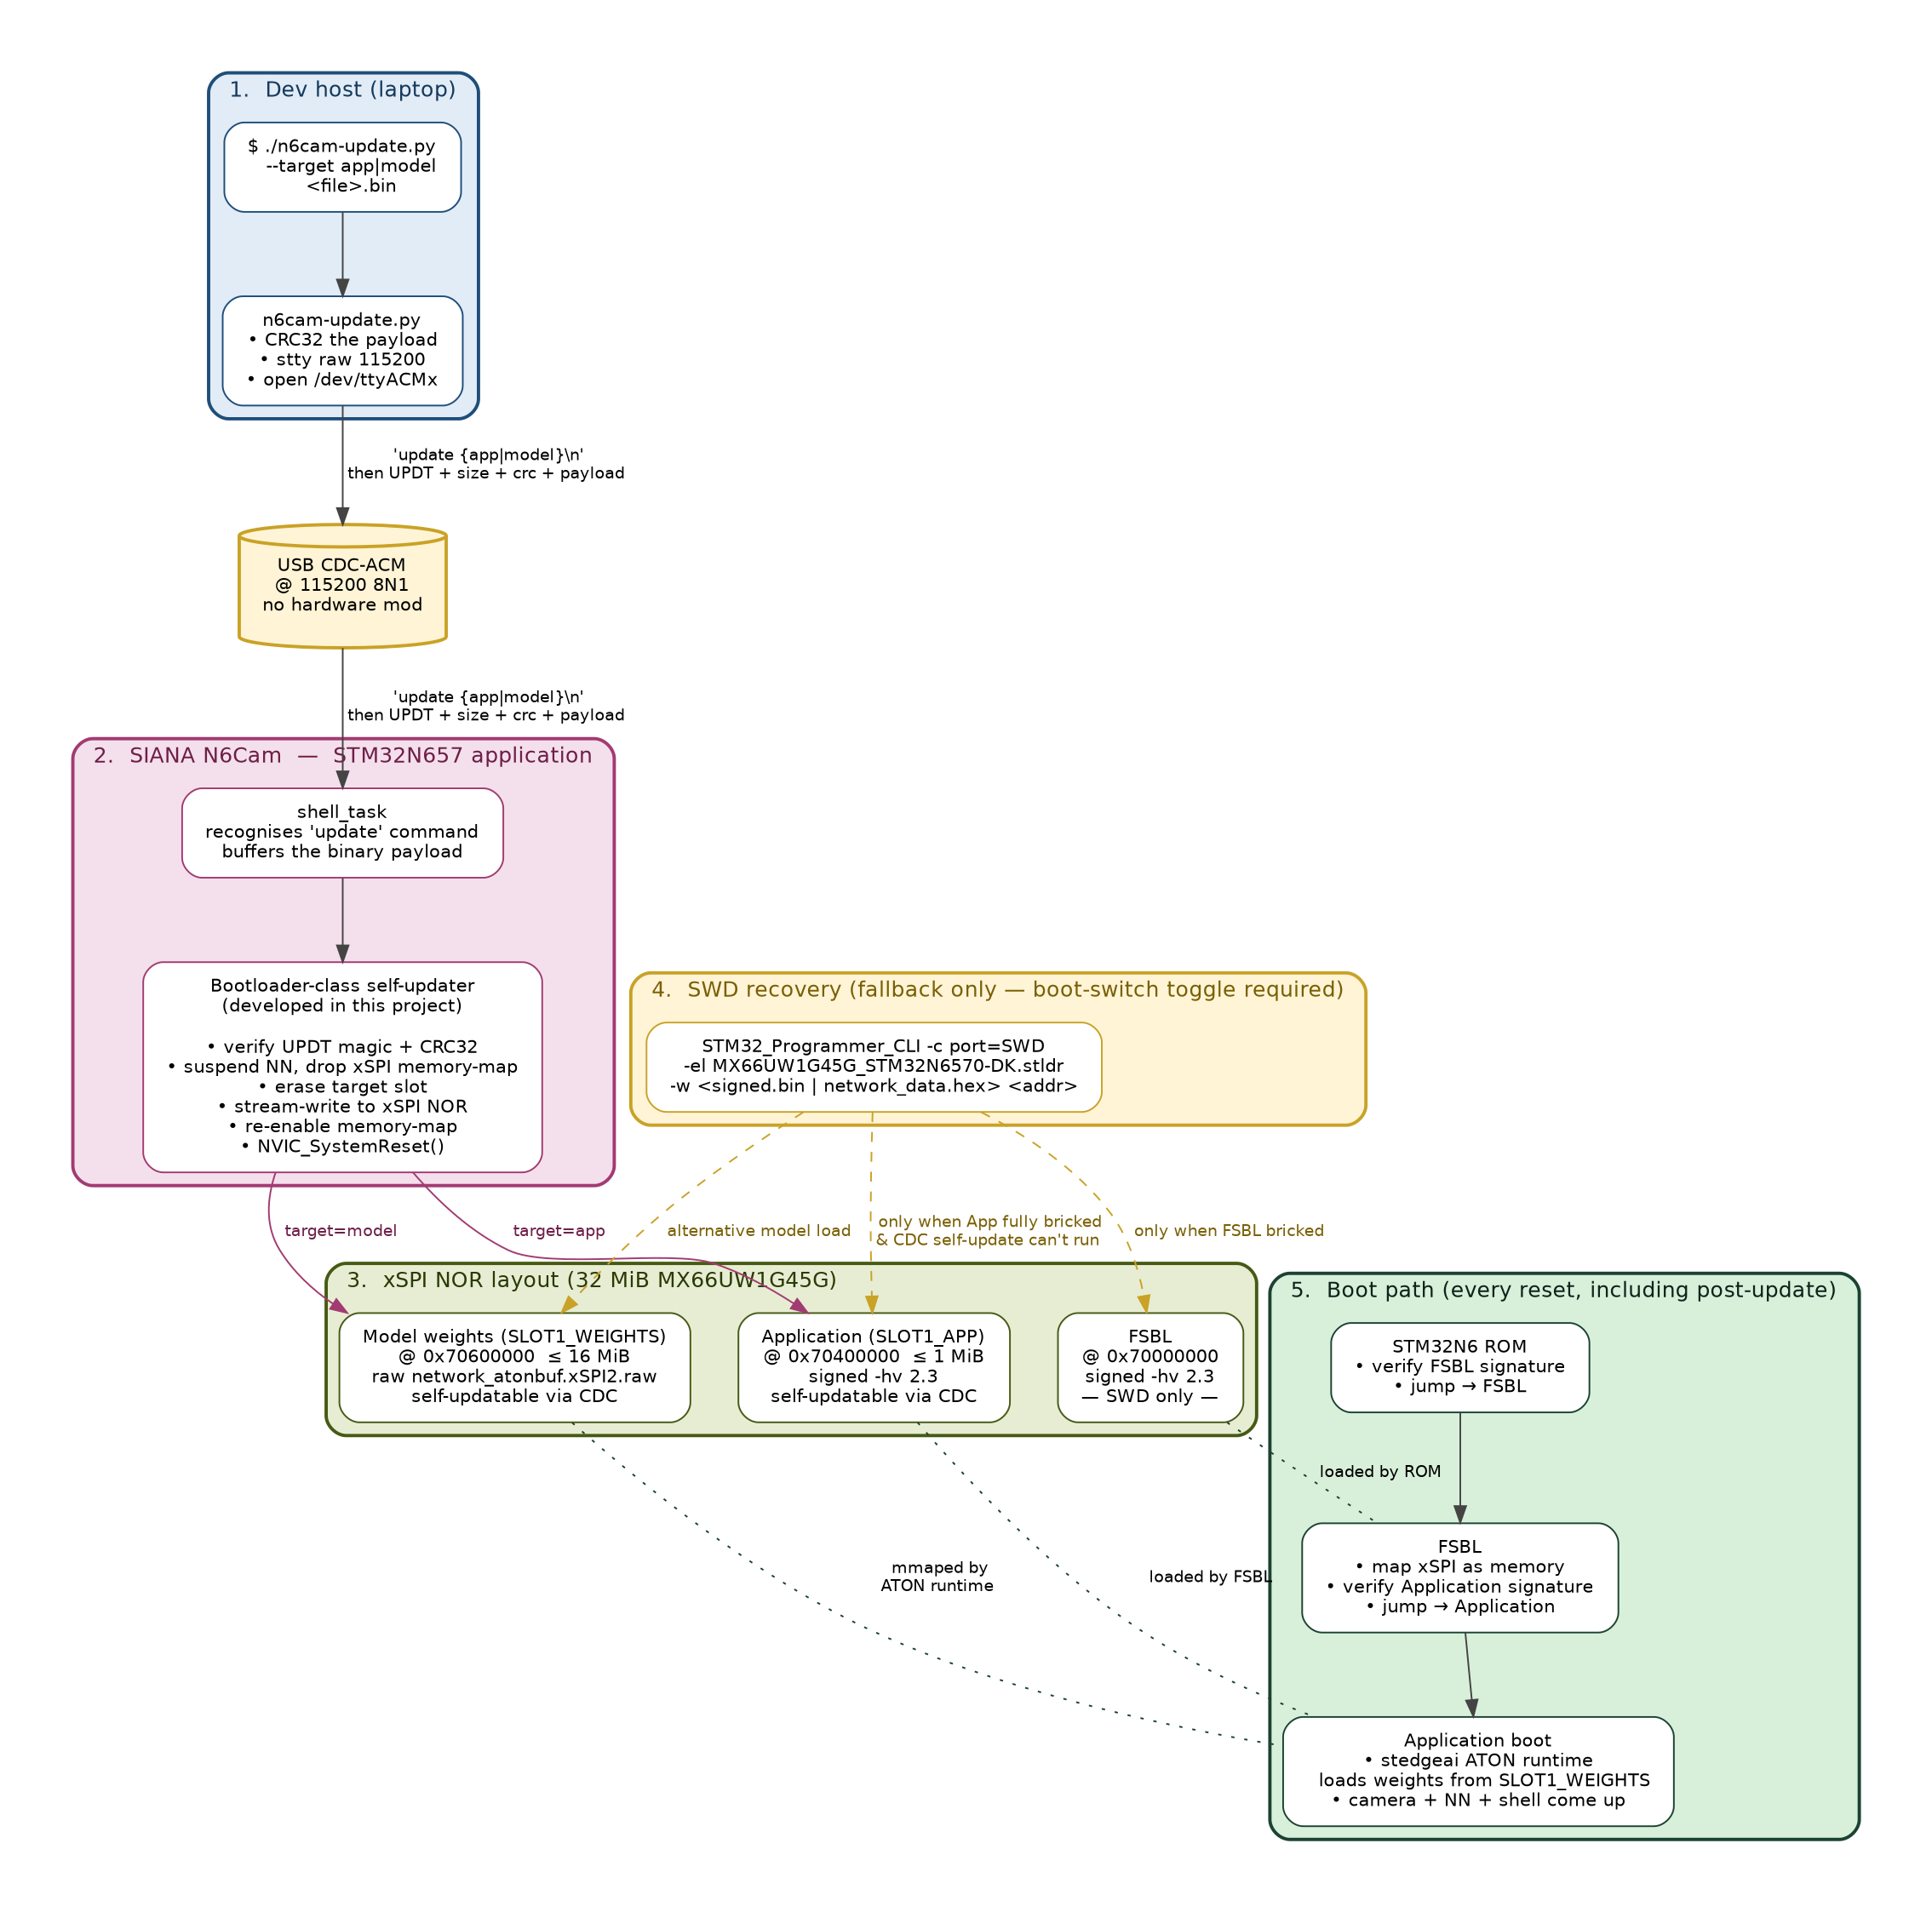 1.  Dev host (laptop)
$ ./n6cam-update.py
--target app|model
<file>.bin
n6cam-update.py
• CRC32 the payload
• stty raw 115200
• open /dev/ttyACMx
'update {app|model}\n'
then UPDT + size + crc + payload
USB CDC-ACM
@ 115200 8N1
no hardware mod
'update {app|model}\n'
then UPDT + size + crc + payload
2.  SIANA N6Cam  —  STM32N657 application
shell_task
recognises 'update' command
buffers the binary payload
Bootloader-class self-updater
(developed in this project)
• verify UPDT magic + CRC32
• suspend NN, drop xSPI memory-map
• erase target slot
• stream-write to xSPI NOR
• re-enable memory-map
• NVIC_SystemReset()
4.  SWD recovery (fallback only — boot-switch toggle required)
STM32_Programmer_CLI -c port=SWD
-el MX66UW1G45G_STM32N6570-DK.stldr
-w <signed.bin | network_data.hex> <addr>
target=model
target=app
alternative model load
only when App fully bricked
& CDC self-update can't run
only when FSBL bricked
3.  xSPI NOR layout (32 MiB MX66UW1G45G)
Model weights (SLOT1_WEIGHTS)
@ 0x70600000  ≤ 16 MiB
raw network_atonbuf.xSPI2.raw
self-updatable via CDC
Application (SLOT1_APP)
@ 0x70400000  ≤ 1 MiB
signed -hv 2.3
self-updatable via CDC
FSBL
@ 0x70000000
signed -hv 2.3
— SWD only —
5.  Boot path (every reset, including post-update)
STM32N6 ROM
• verify FSBL signature
• jump → FSBL
loaded by ROM
FSBL
• map xSPI as memory
• verify Application signature
• jump → Application
mmaped by
ATON runtime
loaded by FSBL
Application boot
• stedgeai ATON runtime
loads weights from SLOT1_WEIGHTS
• camera + NN + shell come up